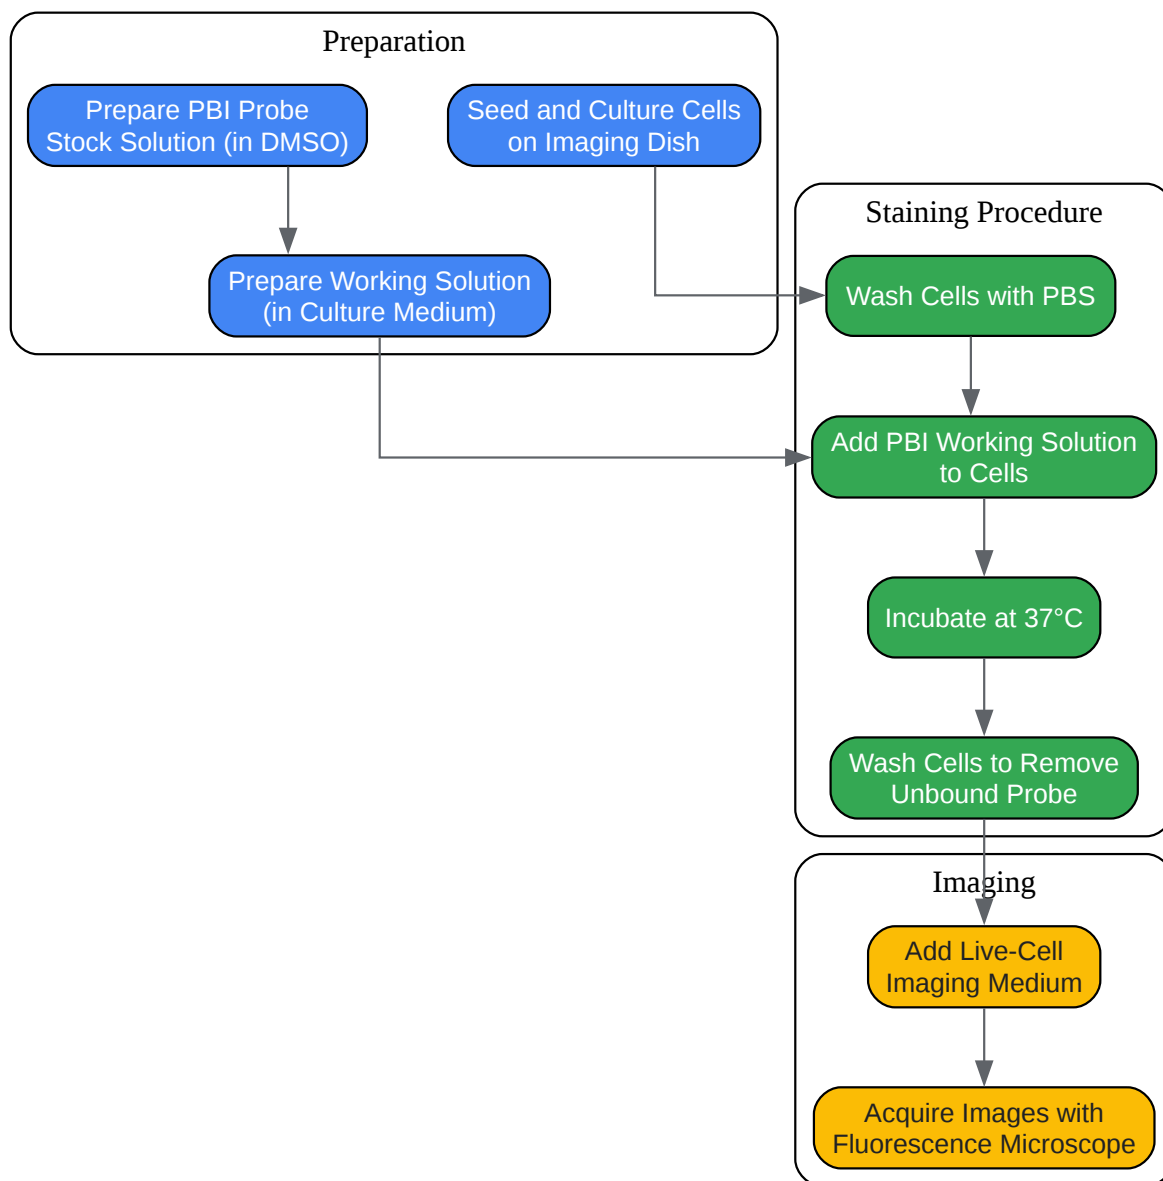 Preparation
Prepare PBI Probe
Stock Solution (in DMSO)
Seed and Culture Cells
on Imaging Dish
Prepare Working Solution
(in Culture Medium)
Staining Procedure
Wash Cells with PBS
Add PBI Working Solution
to Cells
Incubate at 37°C
Wash Cells to Remove
Unbound Probe
Imaging
Add Live-Cell
Imaging Medium
Acquire Images with
Fluorescence Microscope